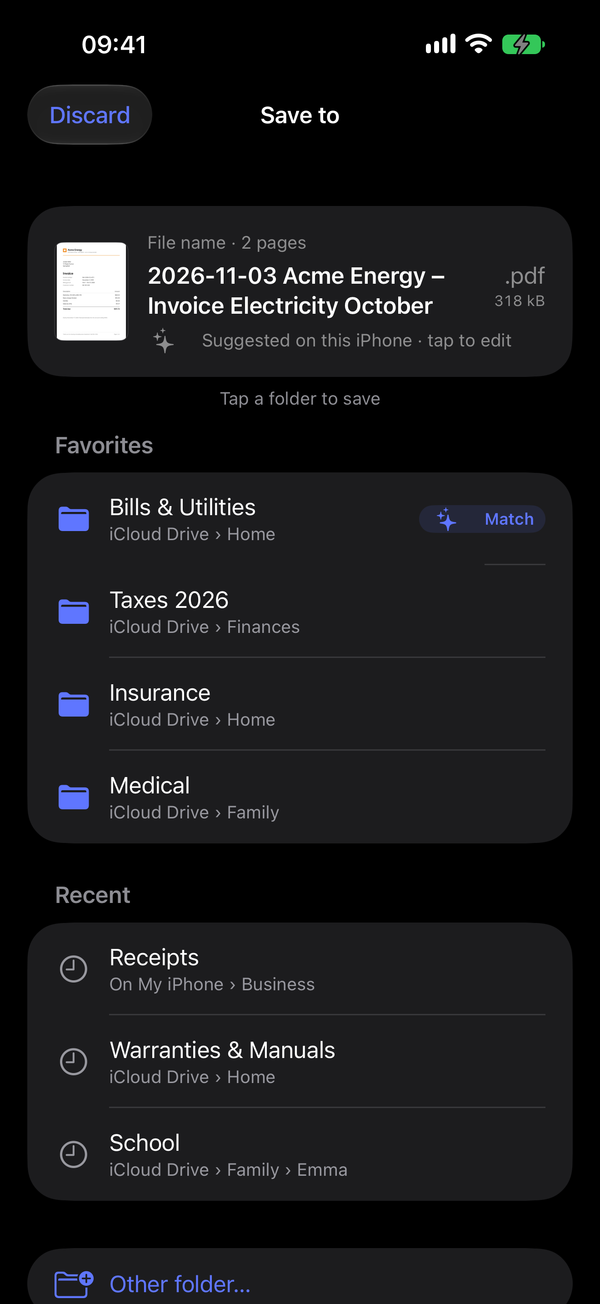 09:41
Discard
Save to
File name · 2 pages
2026-11-03 Acme Energy –
Invoice Electricity October
.pdf
318 kB
Suggested on this iPhone · tap to edit
Tap a folder to save
Favorites
Bills & Utilities
iCloud Drive › Home
Match
Taxes 2026
iCloud Drive › Finances
Insurance
iCloud Drive › Home
Medical
iCloud Drive › Family
Recent
Receipts
On My iPhone › Business
Warranties & Manuals
iCloud Drive › Home
School
iCloud Drive › Family › Emma
Other folder...